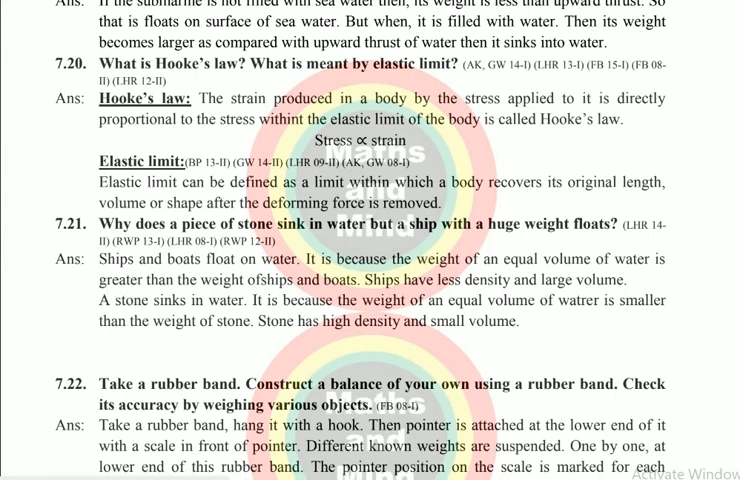 Ans: If the submarine is not filled with sea water then, its weight is less than upward thrust. So
that is floats on surface of sea water. But when, it is filled with water. Then its weight
becomes larger as compared with upward thrust of water then it sinks into water.
7.20. What is Hooke's law? What is meant by elastic limit? (AK, GW 14-I) (LHR 13-I) (FB 15-I) (FB 08-
II) (LHR 12-II)
Ans: Hooke's law: The strain produced in a body by the stress applied to it is directly
proportional to the stress withint the elastic limit of the body is called Hooke's law.
Stress ∝ strain
Elastic limit:(BP 13-II) (GW 14-II) (LHR 09-II) (AK, GW 08-I)
Elastic limit can be defined as a limit within which a body recovers its original length,
volume or shape after the deforming force is removed.
7.21. Why does a piece of stone sink in water but a ship with a huge weight floats? (LHR 14-
II) (RWP 13-I) (LHR 08-I) (RWP 12-II)
Ans: Ships and boats float on water. It is because the weight of an equal volume of water is
greater than the weight ofships and boats. Ships have less density and large volume.
A stone sinks in water. It is because the weight of an equal volume of watrer is smaller
than the weight of stone. Stone has high density and small volume.
7.22. Take a rubber band. Construct a balance of your own using a rubber band. Check
its accuracy by weighing various objects. (FB 08-I)
Ans: Take a rubber band, hang it with a hook. Then pointer is attached at the lower end of it
with a scale in front of pointer. Different known weights are suspended. One by one, at
lower end of this rubber band. The pointer position on the scale is marked for each
Maths
and
Mind
Maths
and
Mind
Activate Window